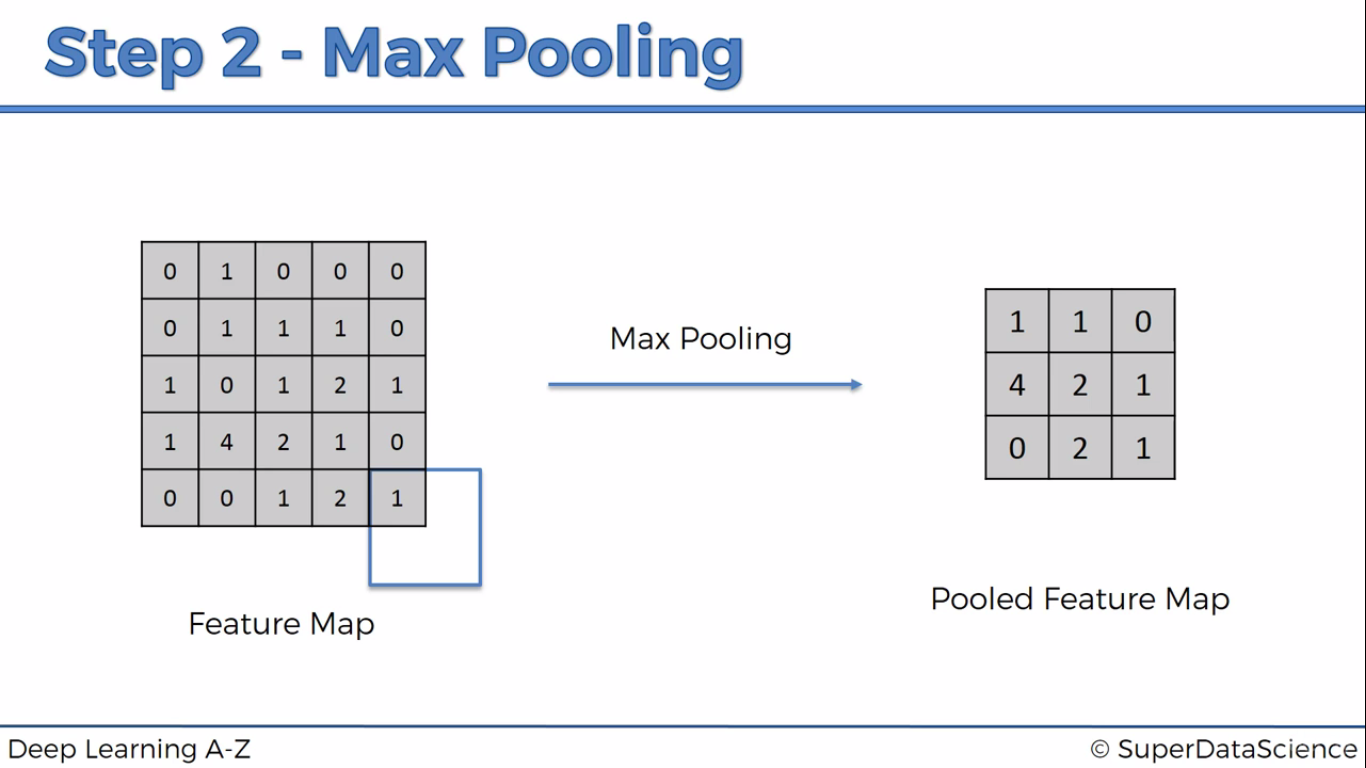 Step 2 - Max Pooling
0 1 0 0 0
0 1 1 1 0
1 0 1 2 1
1 4 2 1 0
0 0 1 2 1
Feature Map
Max Pooling
1 1 0
4 2 1
0 2 1
Pooled Feature Map
Deep Learning A-Z
© SuperDataScience